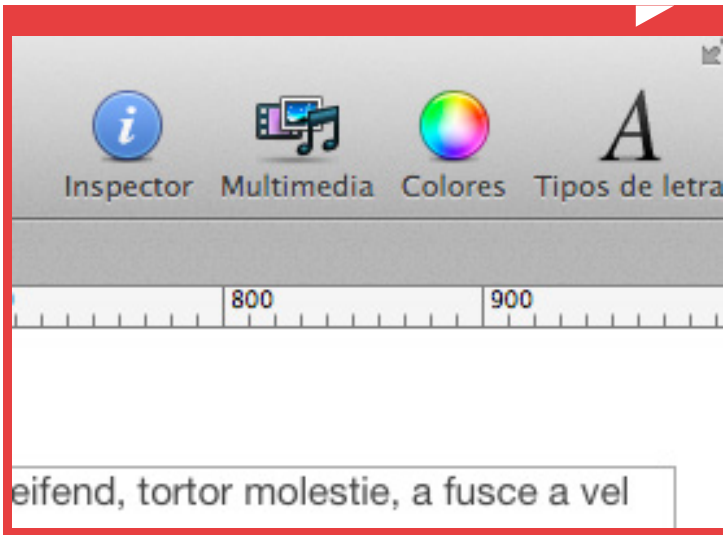 Inspector Multimedia Colores Tipos de letra
800 900
eifend, tortor molestie, a fusce a vel